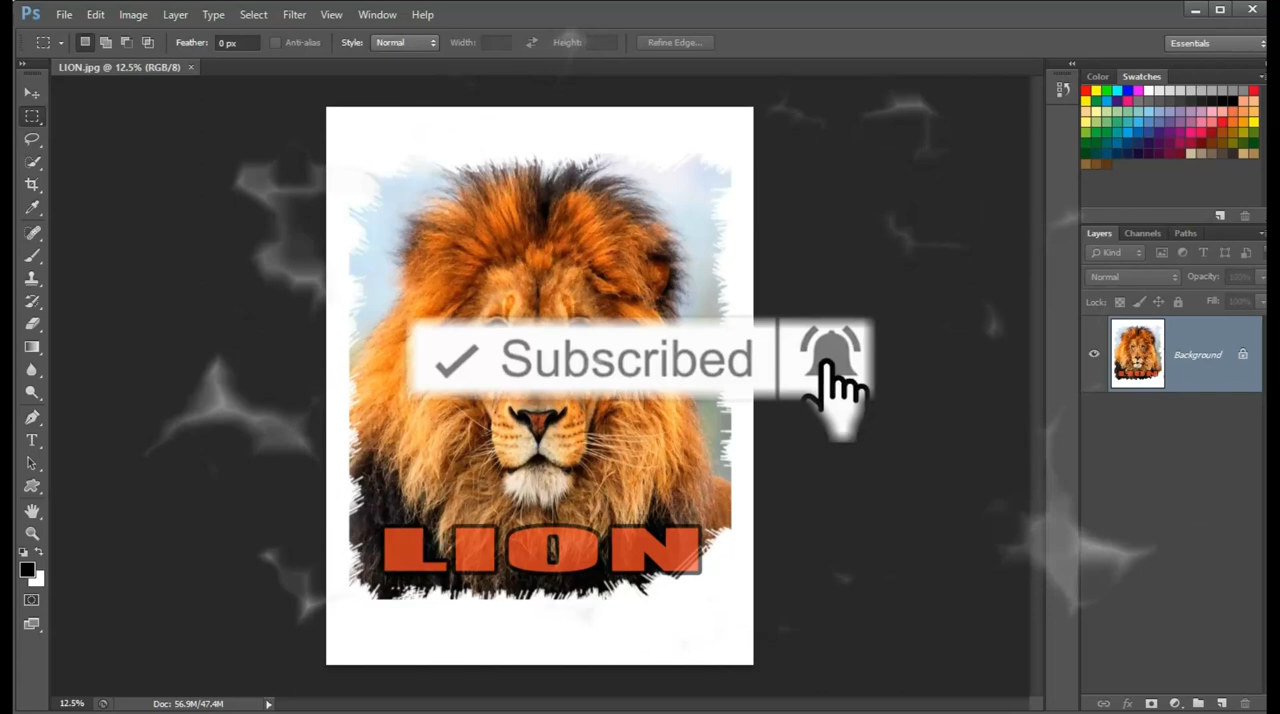 Ps File Edit Image Layer Type Select Filter View Window Help
Feather: 0 px Anti-alias Style: Normal Width: Height: Refine Edge... Essentials
LION.jpg @ 12.5% (RGB/8) ×
Color Swatches
Layers Channels Paths
Kind
Normal Opacity: 100%
Lock: Fill: 100%
Background
Subscribed
LION
12.5% Doc: 56.9M/47.4M